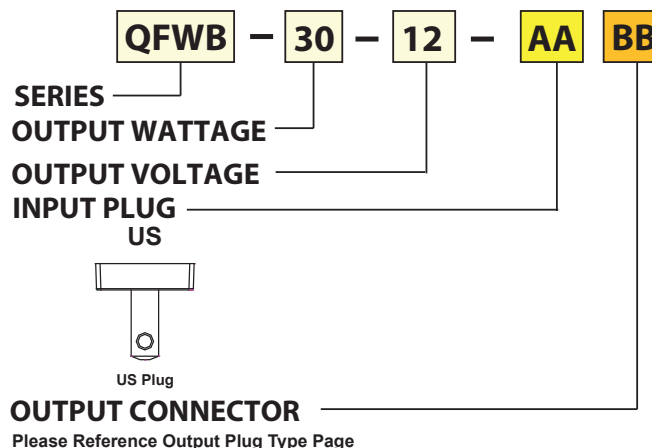 QFWB – 30 – 12 – AA BB
SERIES
OUTPUT WATTAGE
OUTPUT VOLTAGE
INPUT PLUG
US
US Plug
OUTPUT CONNECTOR
Please Reference Output Plug Type Page